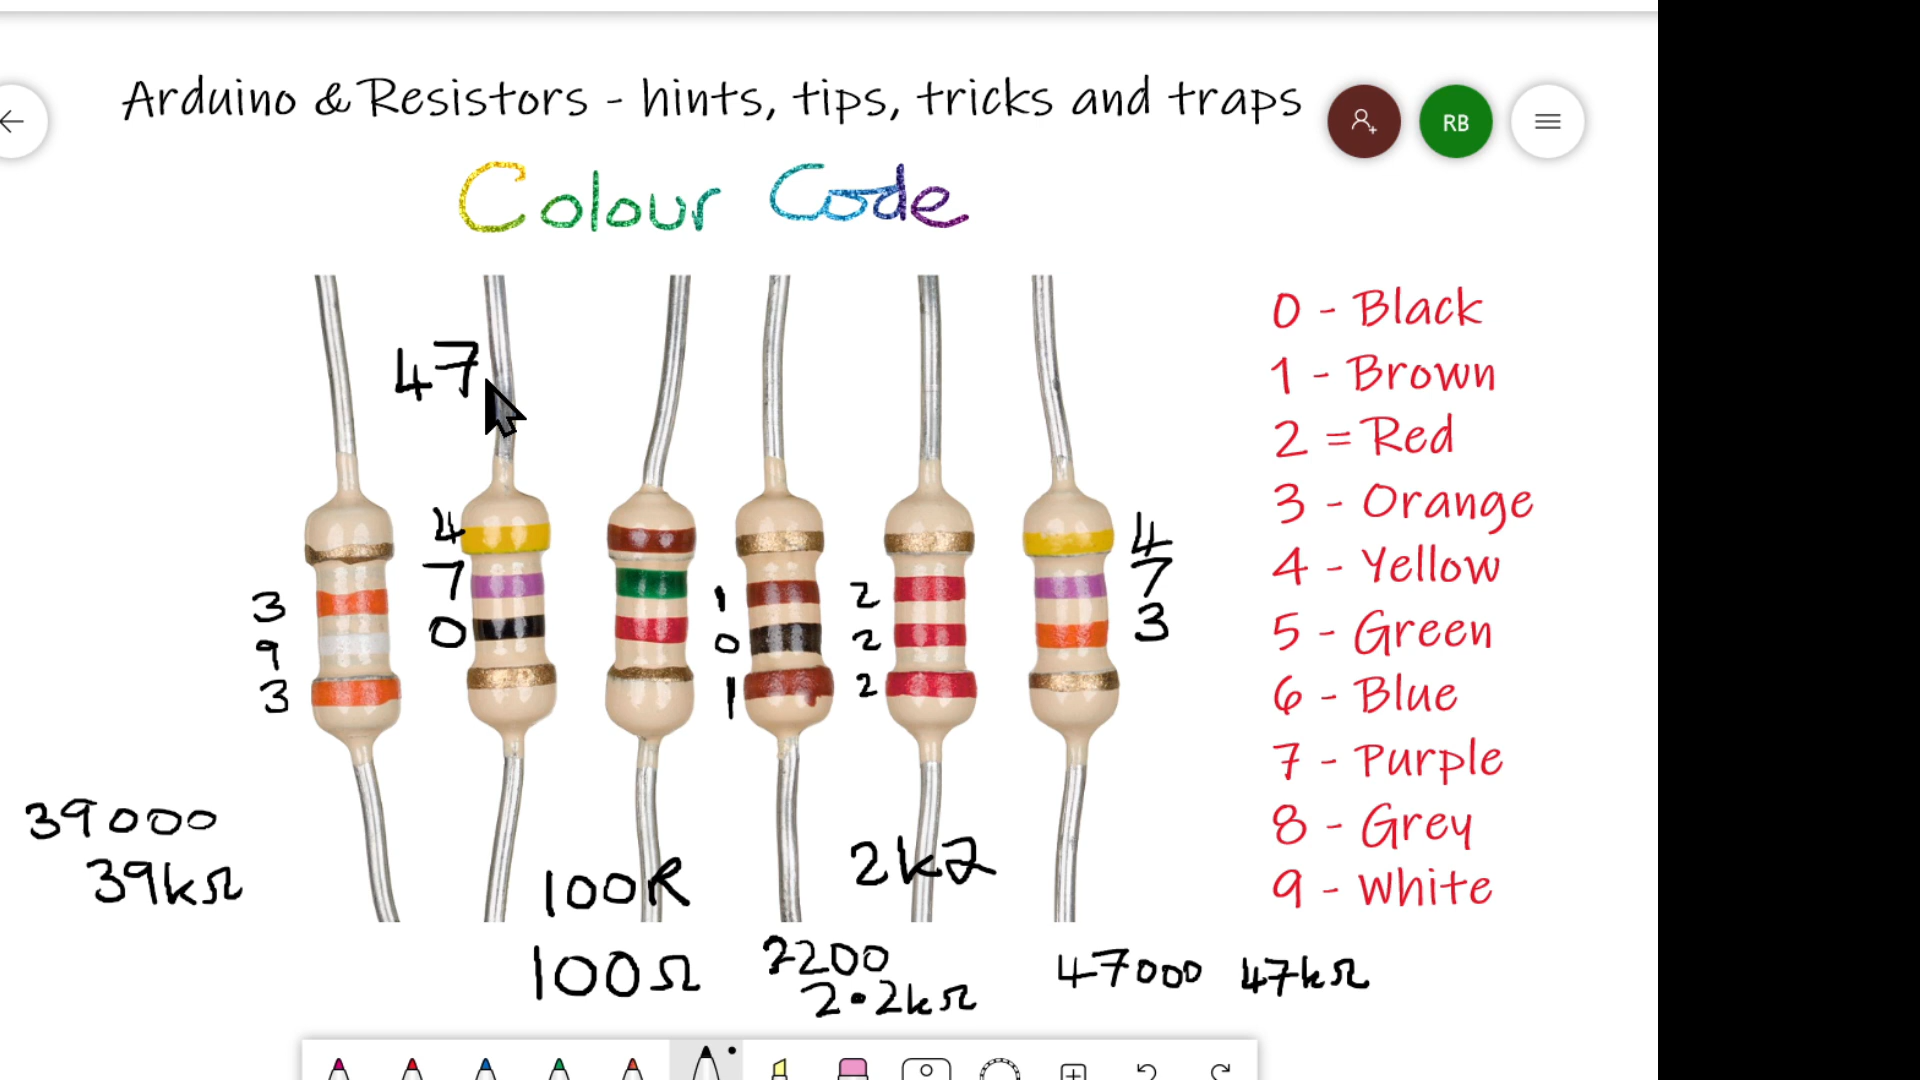 Arduino & Resistors - hints, tips, tricks and traps
RB
Colour Code
0 - Black
1 - Brown
2 = Red
3 - Orange
4 - Yellow
5 - Green
6 - Blue
7 - Purple
8 - Grey
9 - White
47
3
9
3
4
7
0
1
0
1
2
2
2
4
7
3
39000
39kΩ
100R
100Ω
2k2
2200
2.2kΩ
47000 47kΩ